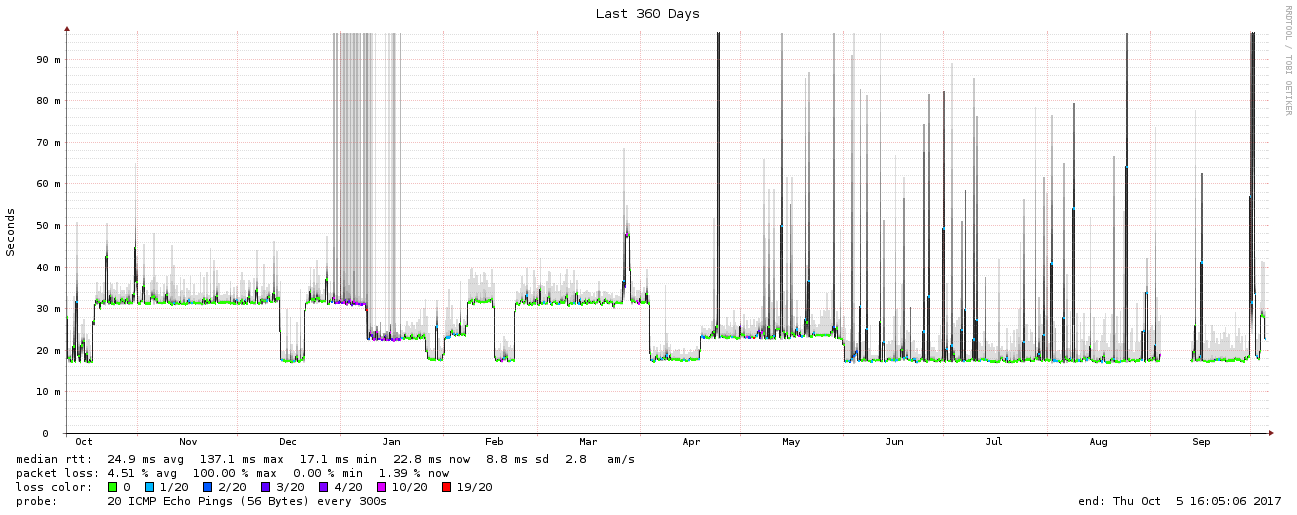 Last 360 Days
RRDTOOL / TOBI OETIKER
Seconds
90 m
80 m
70 m
60 m
50 m
40 m
30 m
20 m
10 m
0
Oct Nov Dec Jan Feb Mar Apr May Jun Jul Aug Sep
median rtt: 24.9 ms avg 137.1 ms max 17.1 ms min 22.8 ms now 8.8 ms sd 2.8 am/s
packet loss: 4.51 % avg 100.00 % max 0.00 % min 1.39 % now
loss color: 0 1/20 2/20 3/20 4/20 10/20 19/20
probe: 20 ICMP Echo Pings (56 Bytes) every 300s end: Thu Oct 5 16:05:06 2017